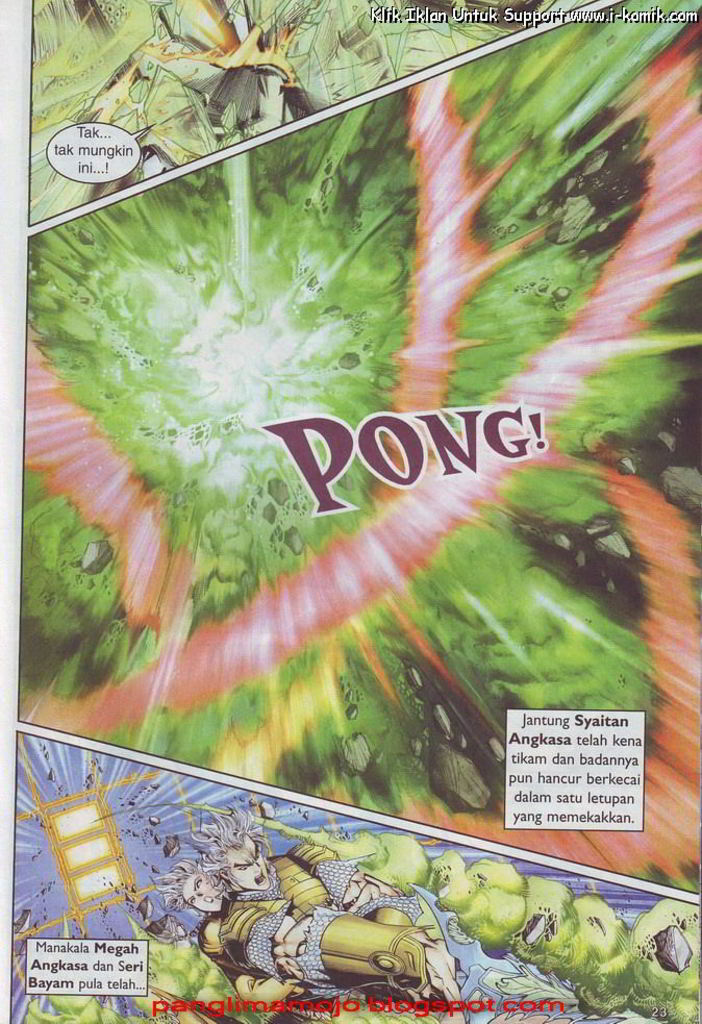 Klik Iklan Untuk Support www.i-komik.com
Tak...
tak mungkin
ini...!
PONG!
Jantung Syaitan
Angkasa telah kena
tikam dan badannya
pun hancur berkecai
dalam satu letupan
yang memekakkan.
Manakala Megah
Angkasa dan Seri
Bayam pula telah...
panglimamojo.blogspot.com
23